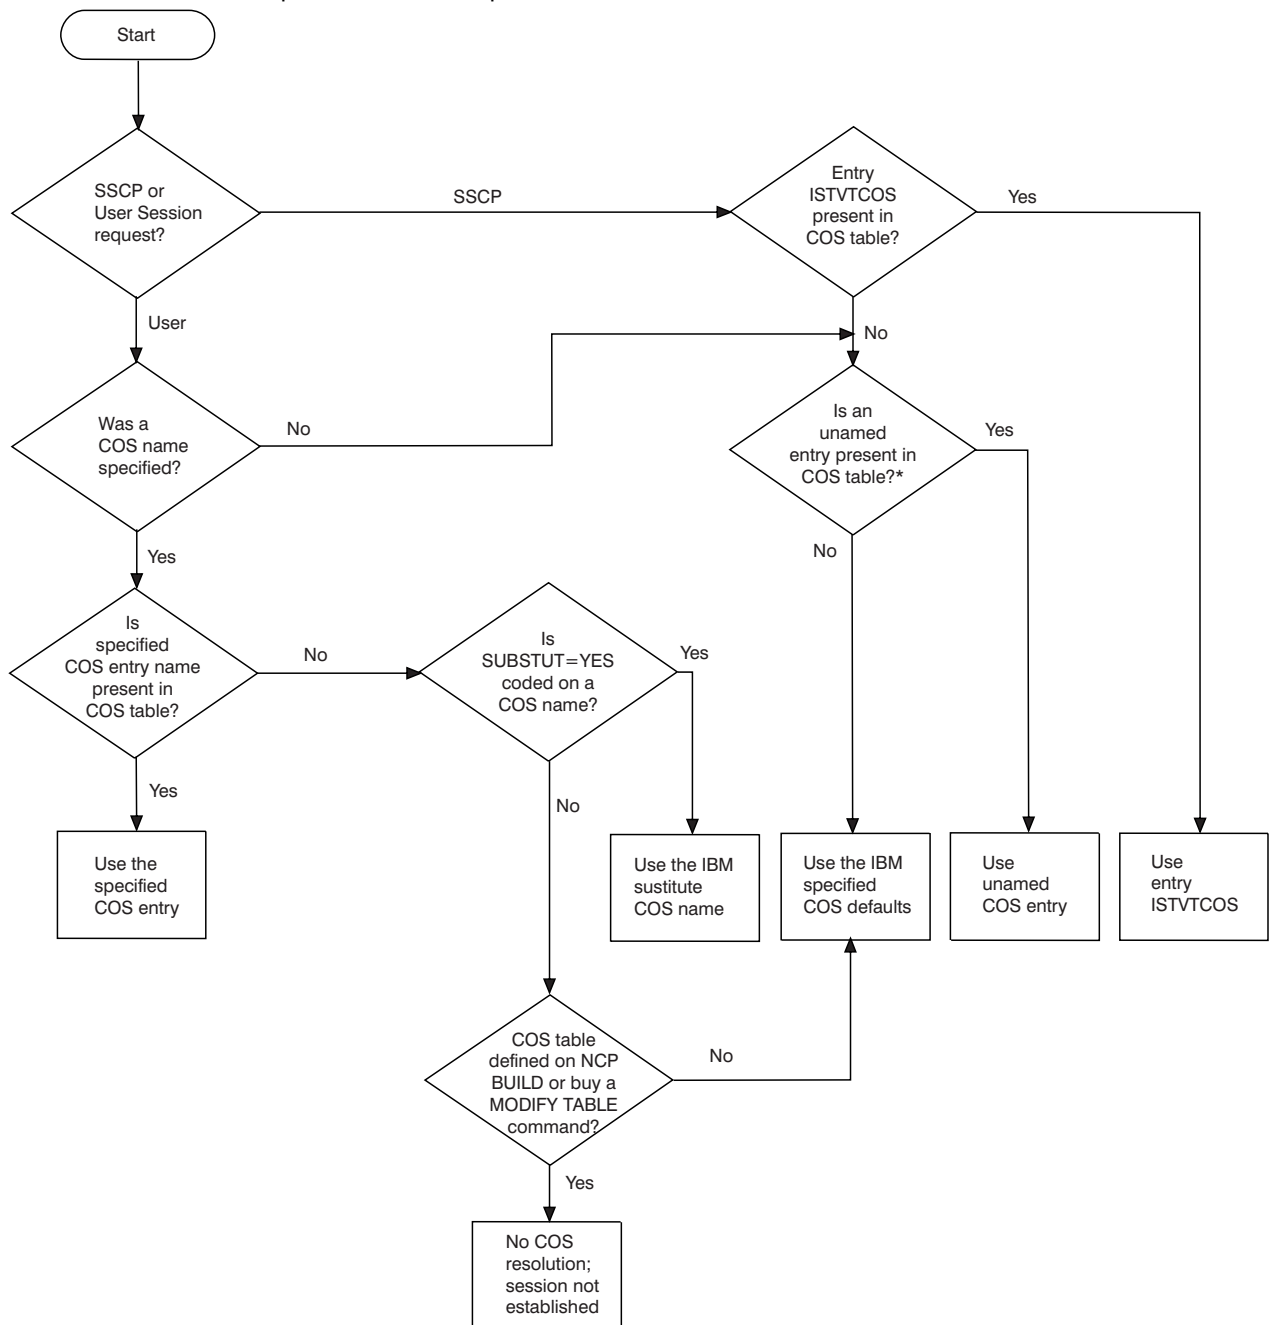 Start
SSCP or
User Session
request?
SSCP
Entry
ISTVTCOS
present in
COS table?
Yes
User
No
Was a
COS name
specified?
No
Is an
unamed
entry present in
COS table?*
Yes
Yes
No
Is
specified
COS entry name
present in
COS table?
No
Is
SUBSTUT=YES
coded on a
COS name?
Yes
Yes
No
Use the
specified
COS entry
Use the IBM
sustitute
COS name
Use the IBM
specified
COS defaults
Use
unamed
COS entry
Use
entry
ISTVTCOS
COS table
defined on NCP
BUILD or buy a
MODIFY TABLE
command?
No
Yes
No COS
resolution;
session not
established